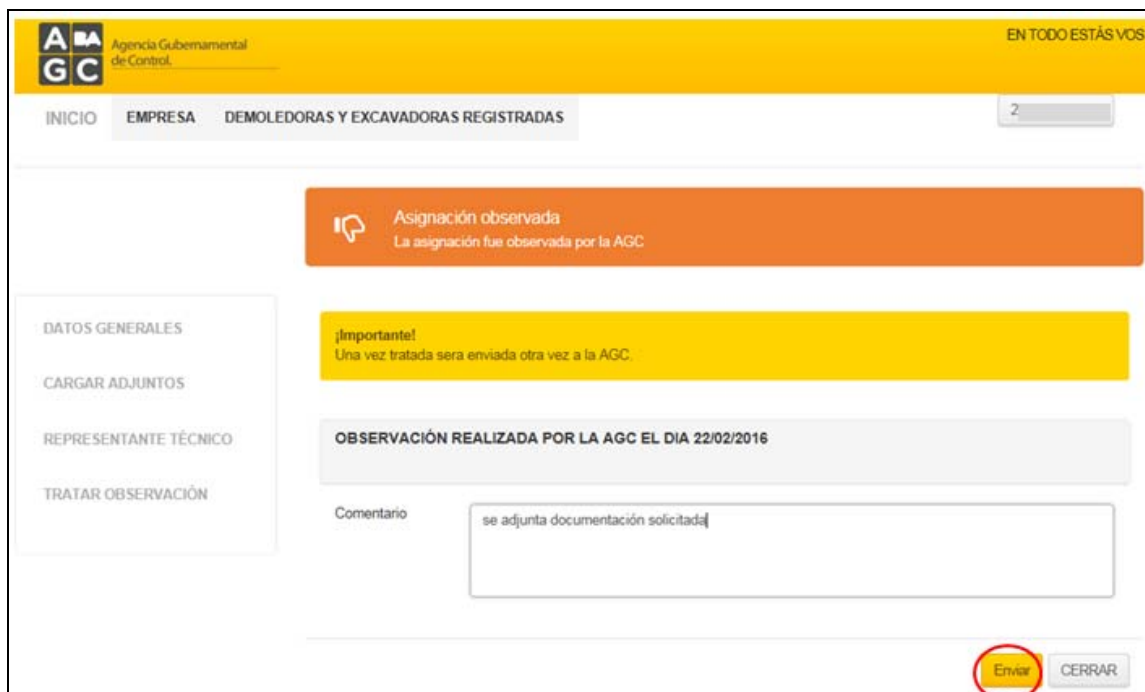 A BA
G C
Agencia Gubernamental
de Control.
EN TODO ESTÁS VOS
INICIO EMPRESA DEMOLEDORAS Y EXCAVADORAS REGISTRADAS
2
Asignación observada
La asignación fue observada por la AGC
DATOS GENERALES
CARGAR ADJUNTOS
REPRESENTANTE TÉCNICO
TRATAR OBSERVACIÓN
¡Importante!
Una vez tratada sera enviada otra vez a la AGC.
OBSERVACIÓN REALIZADA POR LA AGC EL DIA 22/02/2016
Comentario
se adjunta documentación solicitada
Enviar CERRAR